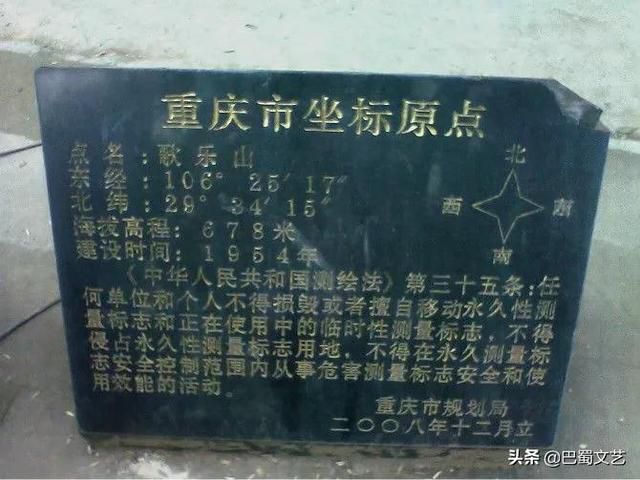 重庆市坐标原点
点名:歌乐山
东经:106°25′17″
北纬:29°34′15″
海拔高程:678米
建设时间:1954年
北
西 东
南
《中华人民共和国测绘法》第三十五条:任
何单位和个人不得损毁或者擅自移动永久性测
量标志和正在使用中的临时性测量标志,不得
侵占永久性测量标志用地,不得在永久测量标
志安全控制范围内从事危害测量标志安全和使
用效能的活动。
重庆市规划局
二〇〇八年十二月立
头条 @巴蜀文艺